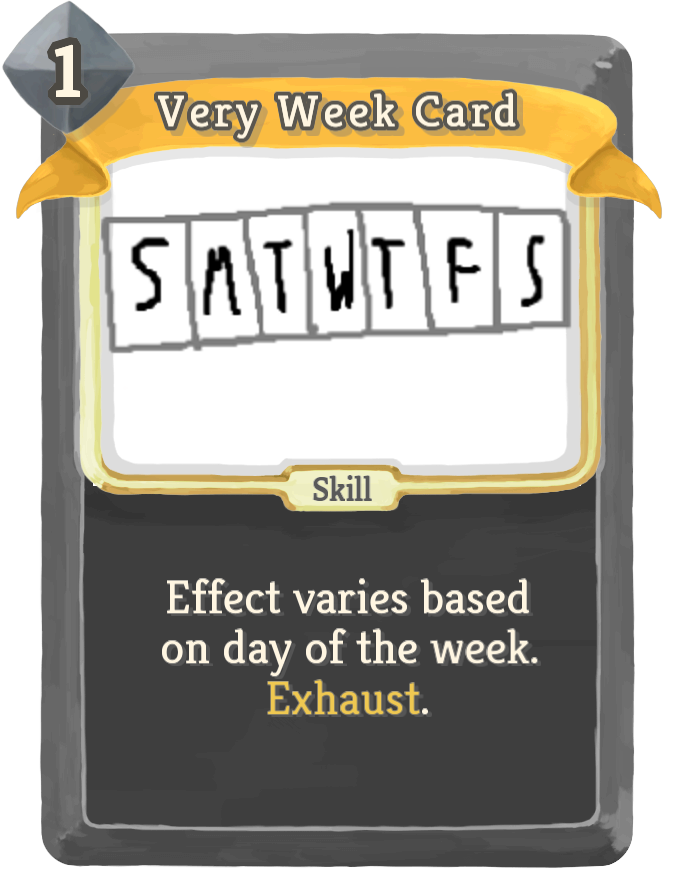 1
Very Week Card
S M T W T F S
Skill
Effect varies based
on day of the week.
Exhaust.